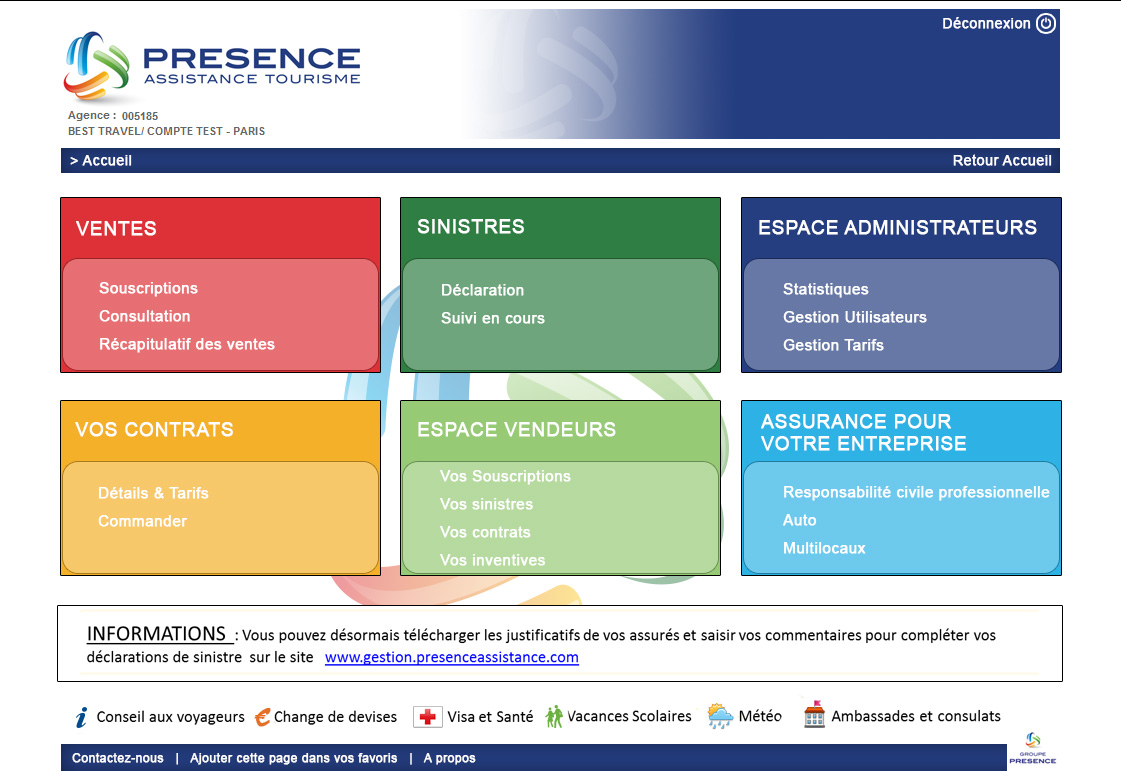 Déconnexion
PRESENCE
ASSISTANCE TOURISME
Agence : 005185
BEST TRAVEL/ COMPTE TEST - PARIS
> Accueil
Retour Accueil
VENTES
Souscriptions
Consultation
Récapitulatif des ventes
SINISTRES
Déclaration
Suivi en cours
ESPACE ADMINISTRATEURS
Statistiques
Gestion Utilisateurs
Gestion Tarifs
VOS CONTRATS
Détails & Tarifs
Commander
ESPACE VENDEURS
Vos Souscriptions
Vos sinistres
Vos contrats
Vos inventives
ASSURANCE POUR
VOTRE ENTREPRISE
Responsabilité civile professionnelle
Auto
Multilocaux
INFORMATIONS : Vous pouvez désormais télécharger les justificatifs de vos assurés et saisir vos commentaires pour compléter vos
déclarations de sinistre sur le site www.gestion.presenceassistance.com
Conseil aux voyageurs
Change de devises
Visa et Santé
Vacances Scolaires
Météo
Ambassades et consulats
Contactez-nous | Ajouter cette page dans vos favoris | A propos
GROUPE
PRESENCE